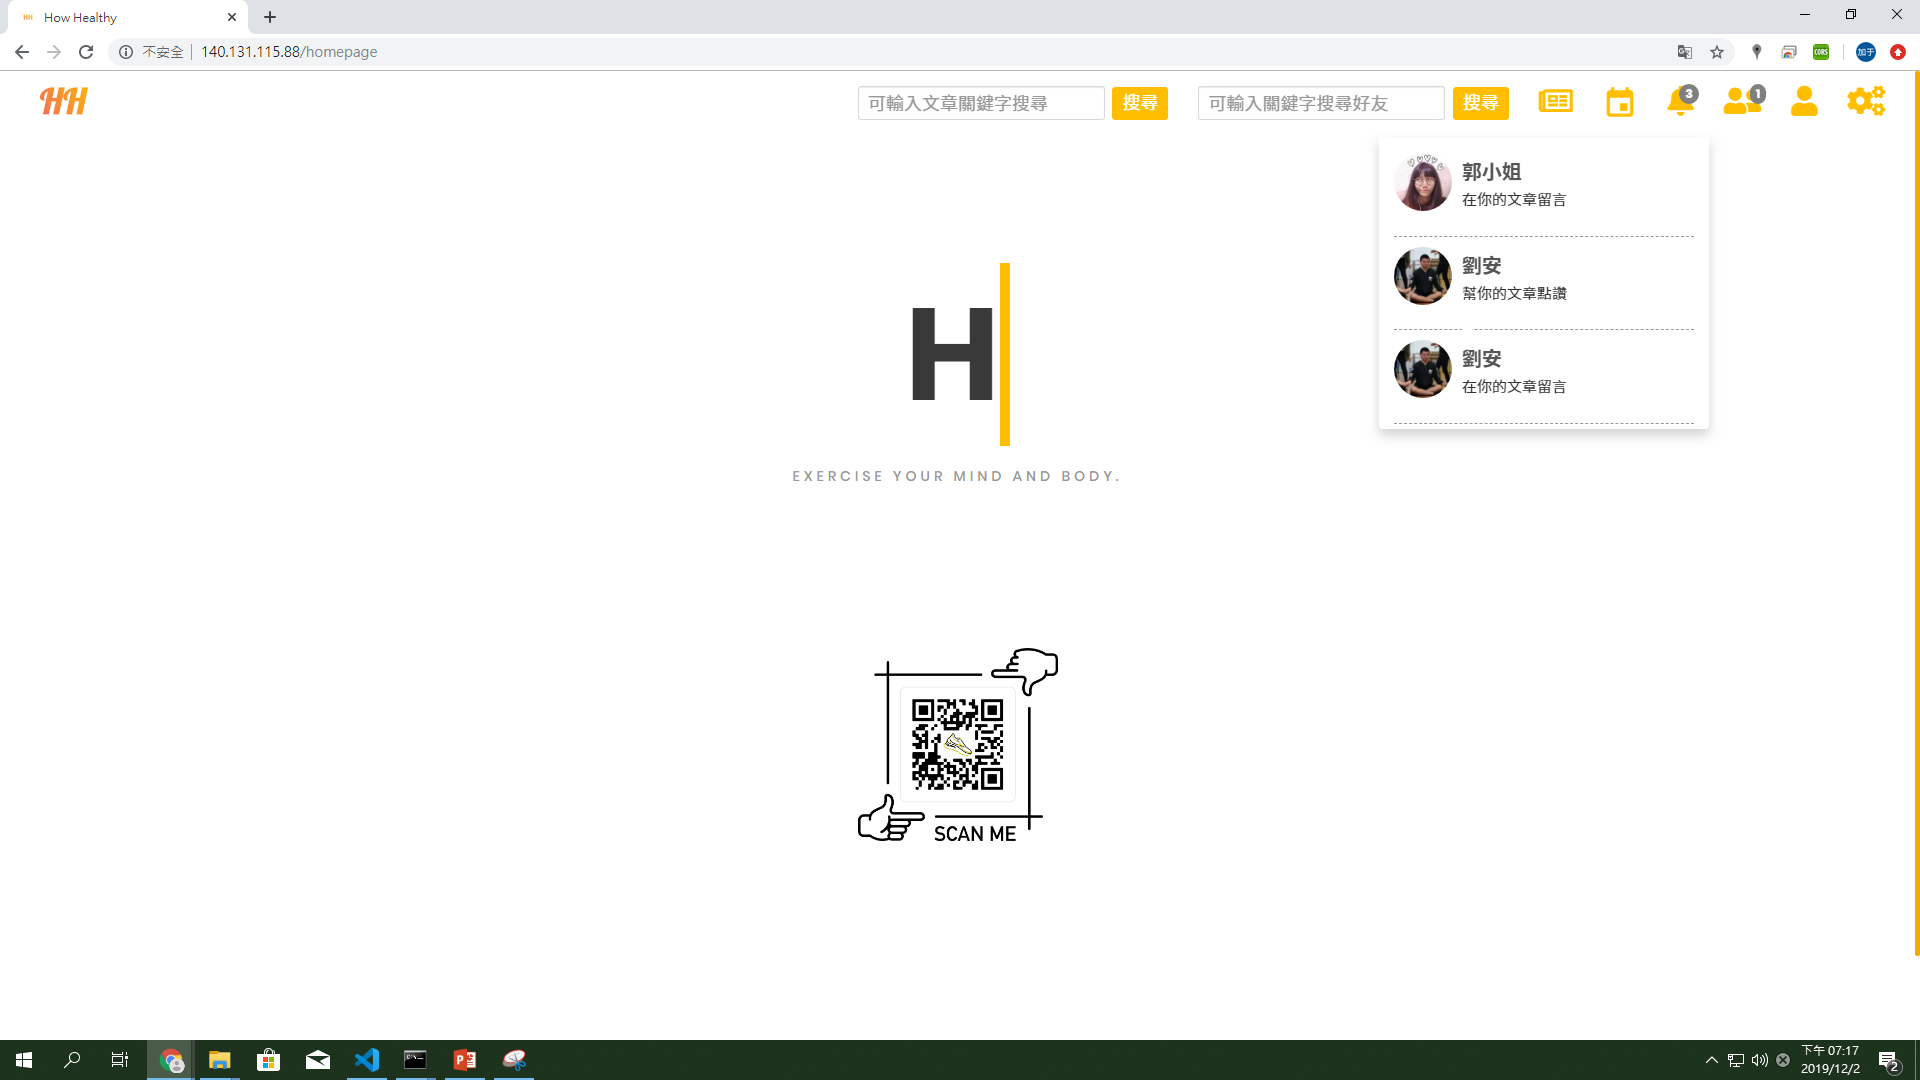 How Healthy
不安全
140.131.115.88/homepage
CORS
加于
HH
可輸入文章關鍵字搜尋
搜尋
可輸入關鍵字搜尋好友
搜尋
3
1
郭小姐
在你的文章留言
劉安
幫你的文章點讚
劉安
在你的文章留言
H
EXERCISE YOUR MIND AND BODY.
SCAN ME
下午 07:17
2019/12/2
2